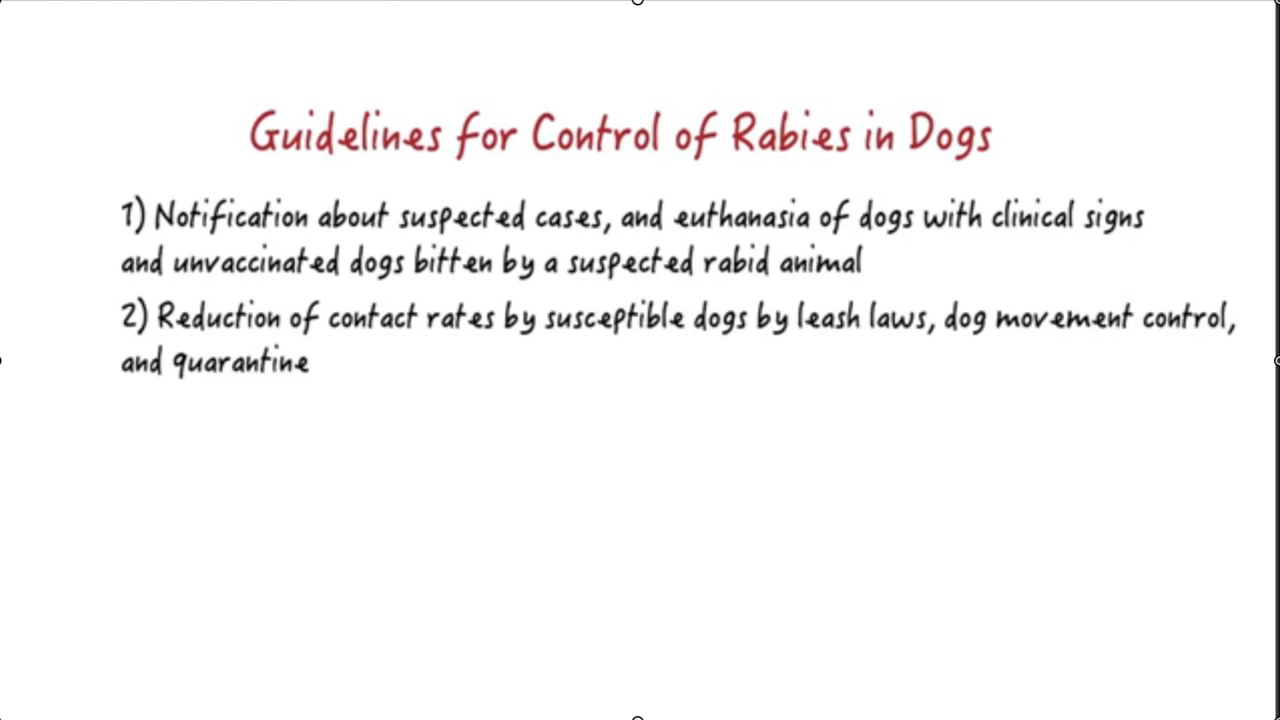 Guidelines for Control of Rabies in Dogs
1) Notification about suspected cases, and euthanasia of dogs with clinical signs
and unvaccinated dogs bitten by a suspected rabid animal
2) Reduction of contact rates by susceptible dogs by leash laws, dog movement control,
and quarantine